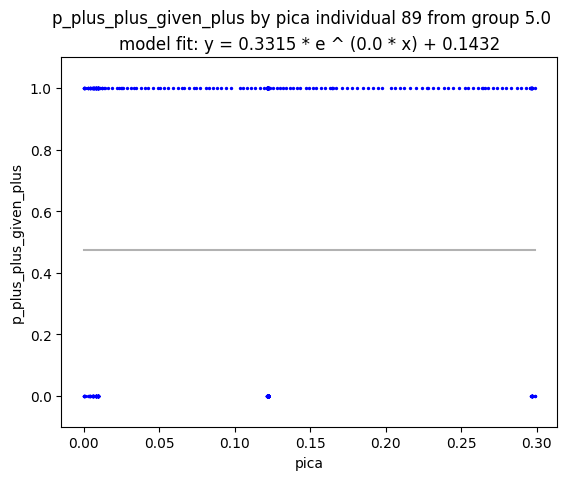 p_plus_plus_given_plus by pica individual 89 from group 5.0
model fit: y = 0.3315 * e ^ (0.0 * x) + 0.1432
1.0
0.8
0.6
0.4
0.2
0.0
p_plus_plus_given_plus
0.00 0.05 0.10 0.15 0.20 0.25 0.30
pica